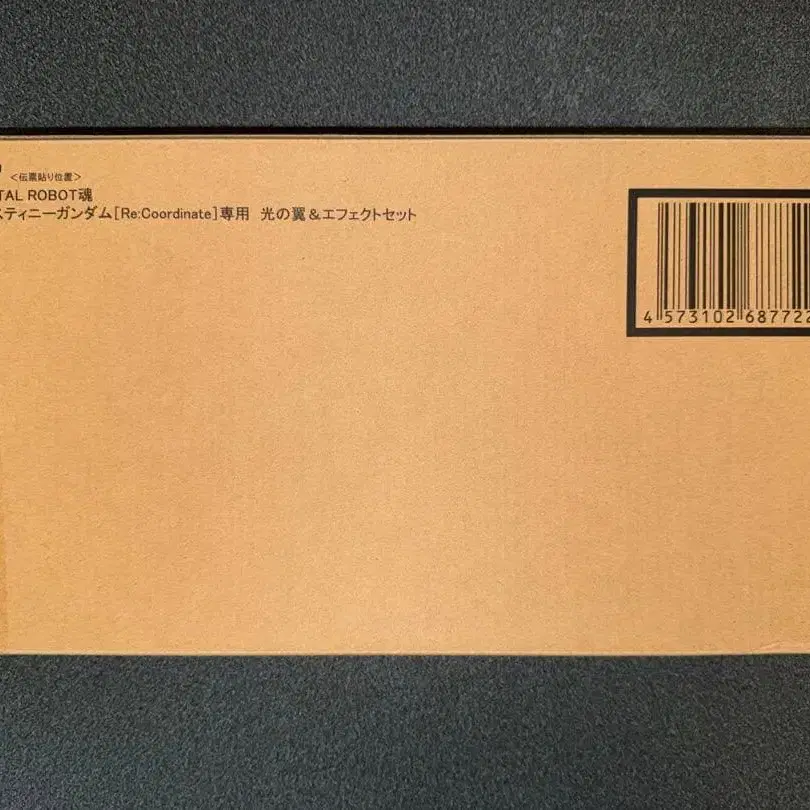 <伝票貼り位置>
TAL ROBOT魂
スティニーガンダム[Re:Coordinate]専用 光の翼&エフェクトセット
4 573102 687722